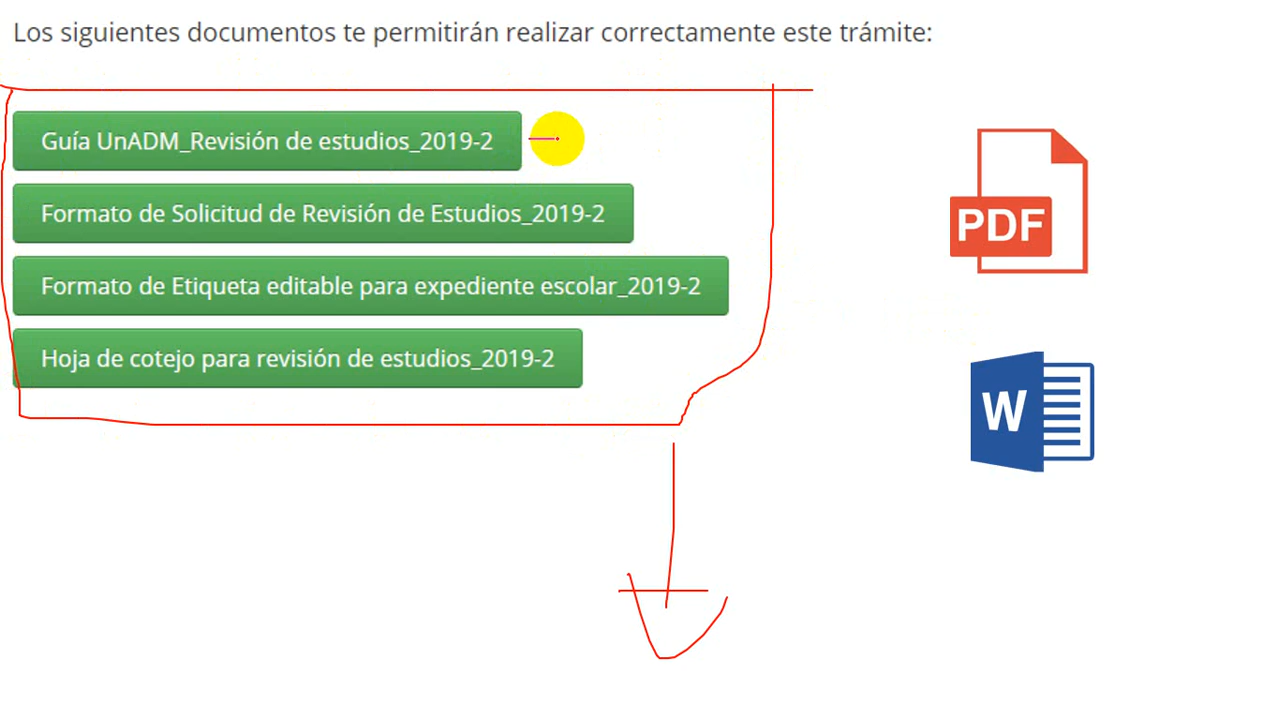 Los siguientes documentos te permitirán realizar correctamente este trámite:
Guía UnADM_Revisión de estudios_2019-2
Formato de Solicitud de Revisión de Estudios_2019-2
Formato de Etiqueta editable para expediente escolar_2019-2
Hoja de cotejo para revisión de estudios_2019-2
PDF
W